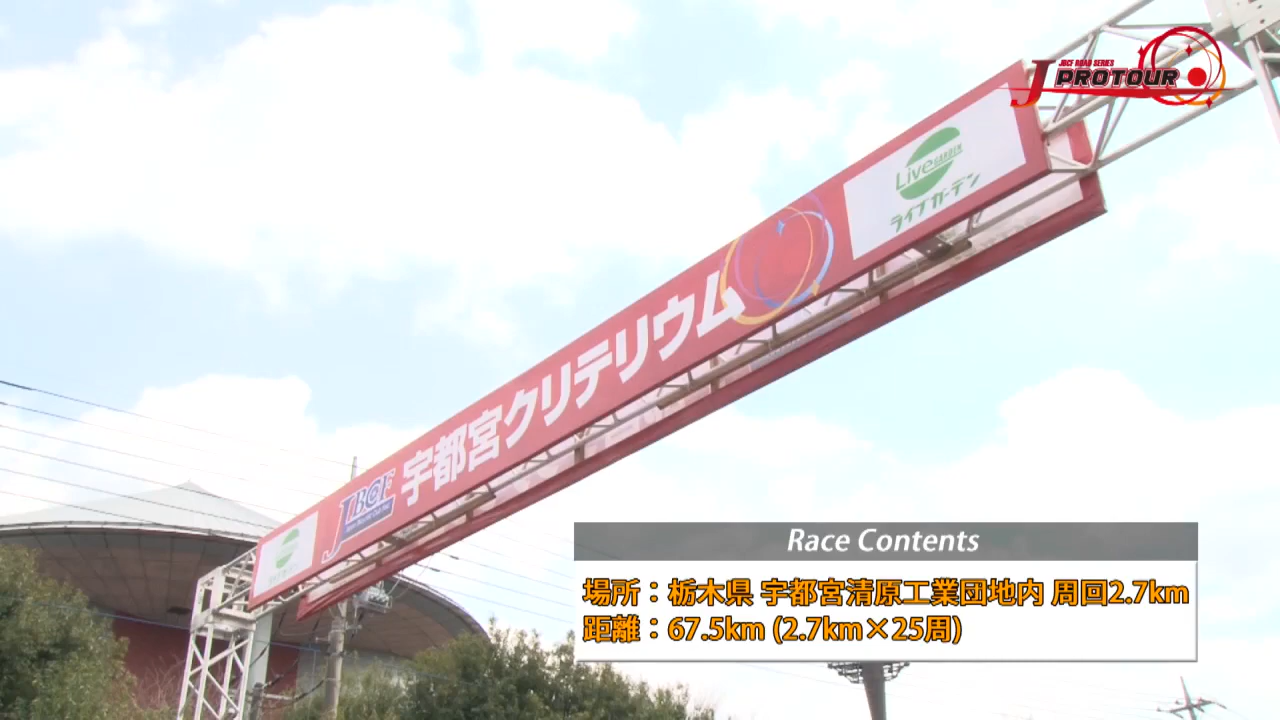 JBCF ROAD SERIES
J PROTOUR
Live GARDEN
ライブガーデン
JBCF 宇都宮クリテリウム
Race Contents
場所：栃木県 宇都宮清原工業団地内 周回2.7km
距離：67.5km (2.7km×25周)